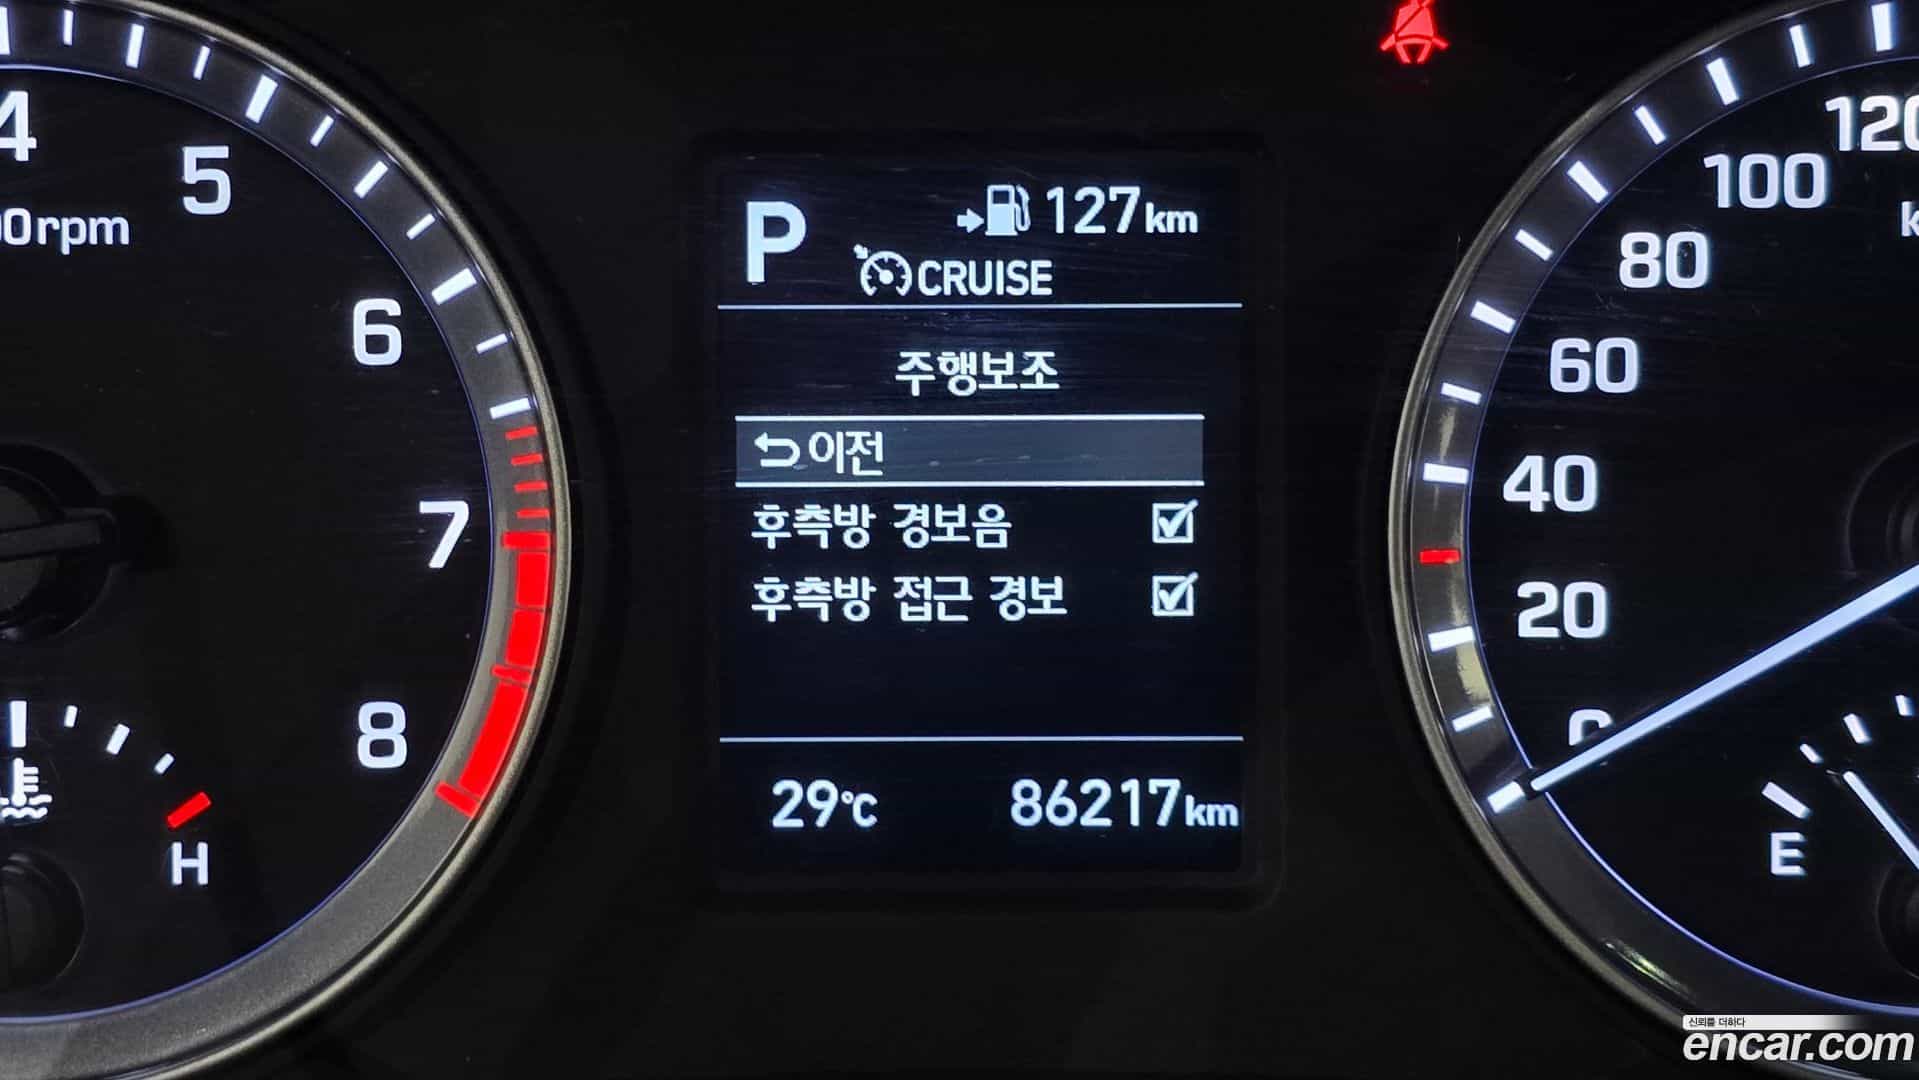 4
5
00rpm
6
7
8
H
P
127km
CRUISE
주행보조
이전
후측방 경보음
후측방 접근 경보
29℃
86217km
120
100
80
60
40
20
0
E
신뢰를 더하다
encar.com